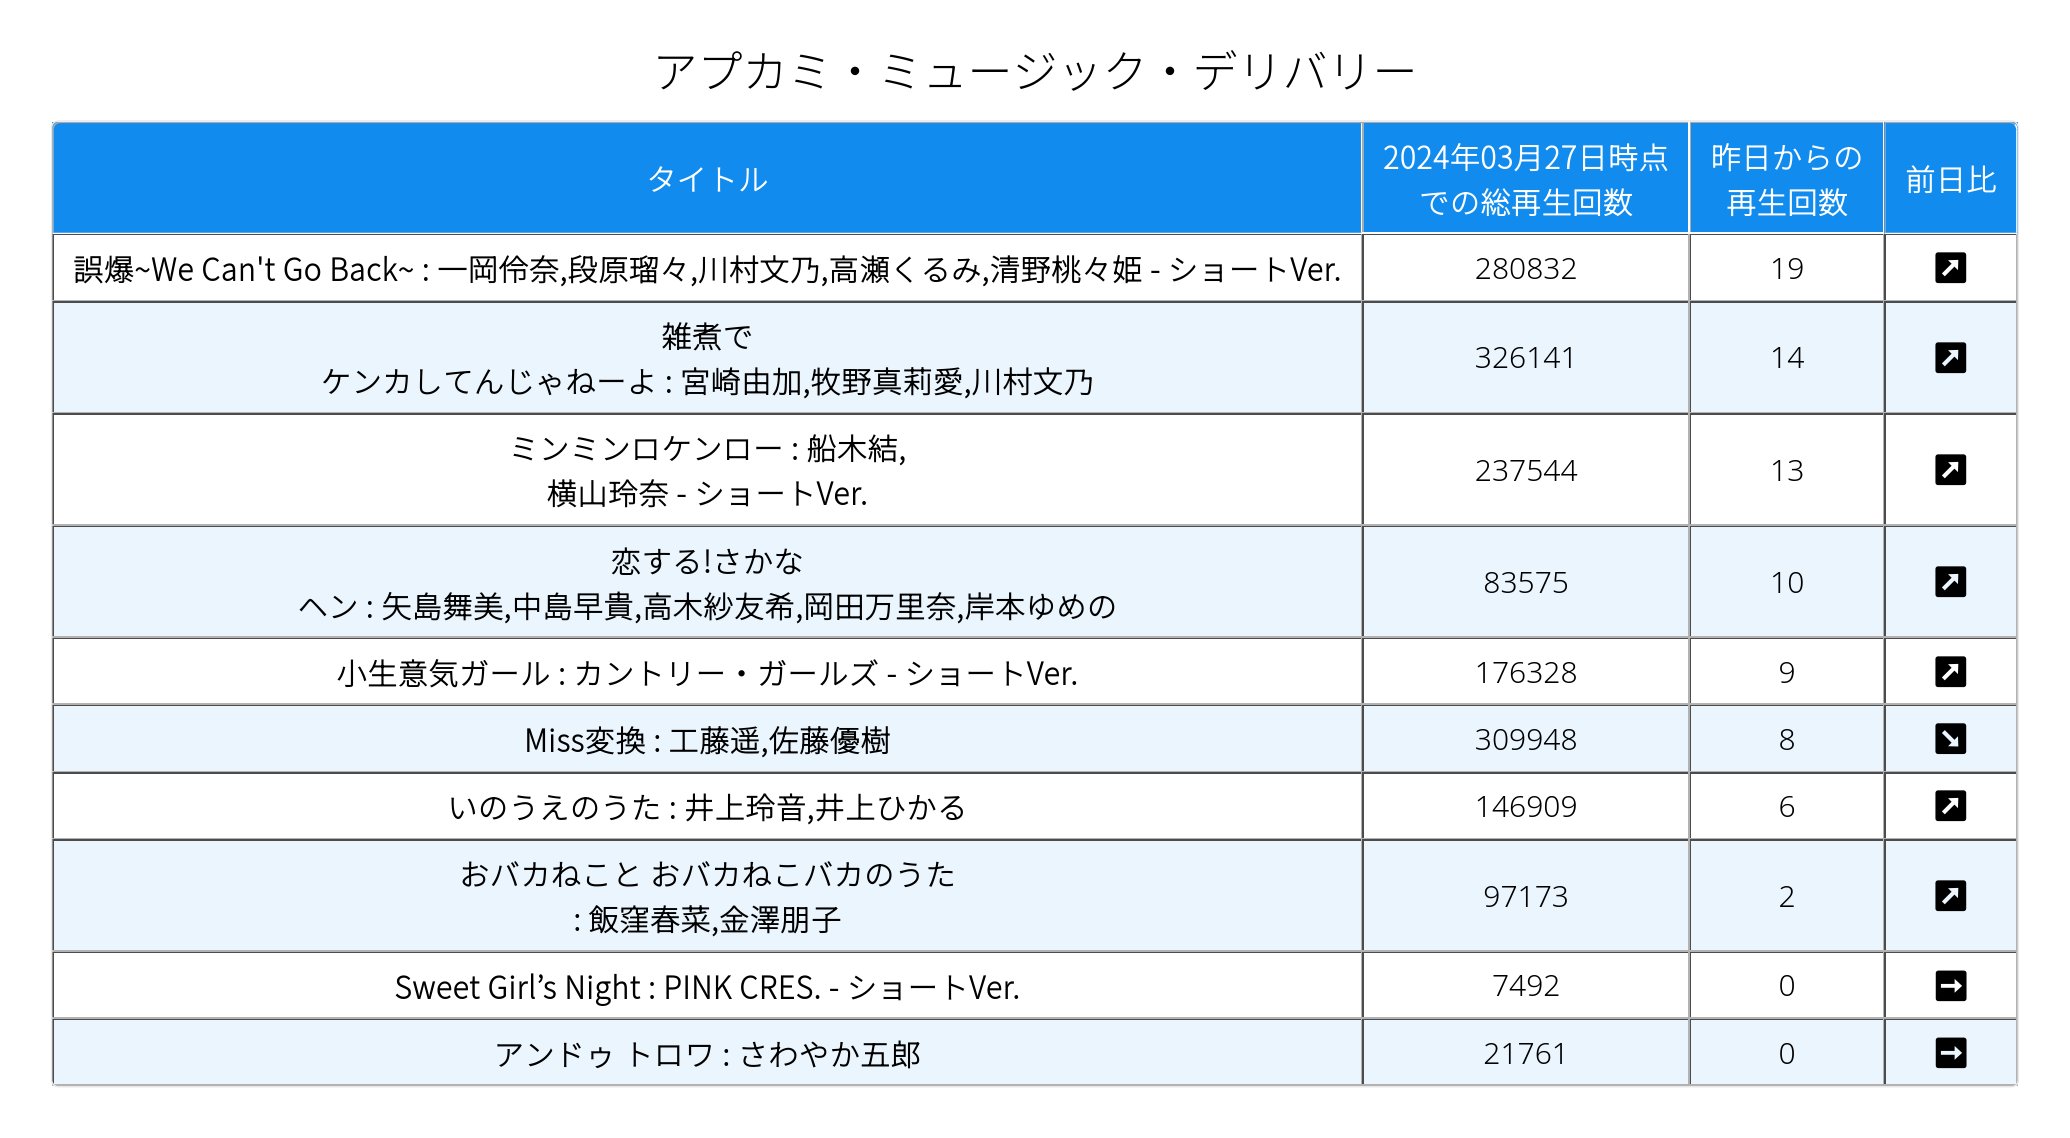 アプカミ・ミュージック・デリバリー
タイトル
2024年03月27日時点
での総再生回数
昨日からの
再生回数
前日比
誤爆~We Can't Go Back~ : 一岡伶奈,段原瑠々,川村文乃,高瀬くるみ,清野桃々姫 - ショートVer.
280832
19
雑煮で
ケンカしてんじゃねーよ : 宮崎由加,牧野真莉愛,川村文乃
326141
14
ミンミンロケンロー : 船木結,
横山玲奈 - ショートVer.
237544
13
恋する!さかな
ヘン : 矢島舞美,中島早貴,高木紗友希,岡田万里奈,岸本ゆめの
83575
10
小生意気ガール : カントリー・ガールズ - ショートVer.
176328
9
Miss変換 : 工藤遥,佐藤優樹
309948
8
いのうえのうた : 井上玲音,井上ひかる
146909
6
おバカねこと おバカねこバカのうた
: 飯窪春菜,金澤朋子
97173
2
Sweet Girl’s Night : PINK CRES. - ショートVer.
7492
0
アンドゥ トロワ : さわやか五郎
21761
0